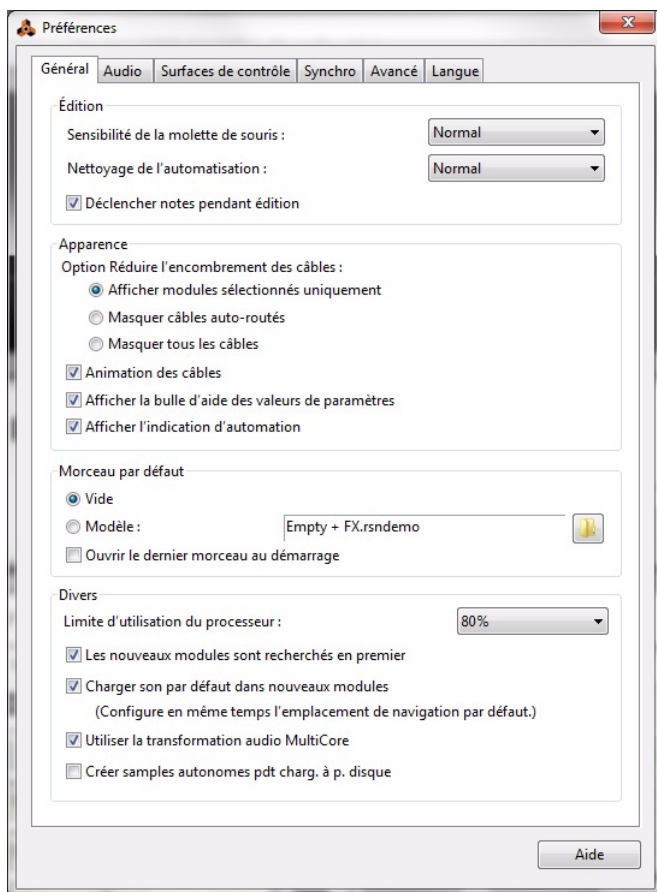 Préférences
Général
Audio
Surfaces de contrôle
Synchro
Avancé
Langue
Édition
Sensibilité de la molette de souris : Normal
Nettoyage de l'automatisation : Normal
Déclencher notes pendant édition
Apparence
Option Réduire l'encombrement des câbles :
Afficher modules sélectionnés uniquement
Masquer câbles auto-routés
Masquer tous les câbles
Animation des câbles
Afficher la bulle d'aide des valeurs de paramètres
Afficher l'indication d'automation
Morceau par défaut
Vide
Modèle : Empty + FX.rsndemo
Ouvrir le dernier morceau au démarrage
Divers
Limite d'utilisation du processeur : 80%
Les nouveaux modules sont recherchés en premier
Charger son par défaut dans nouveaux modules
(Configure en même temps l'emplacement de navigation par défaut.)
Utiliser la transformation audio MultiCore
Créer samples autonomes pdt charg. à p. disque
Aide